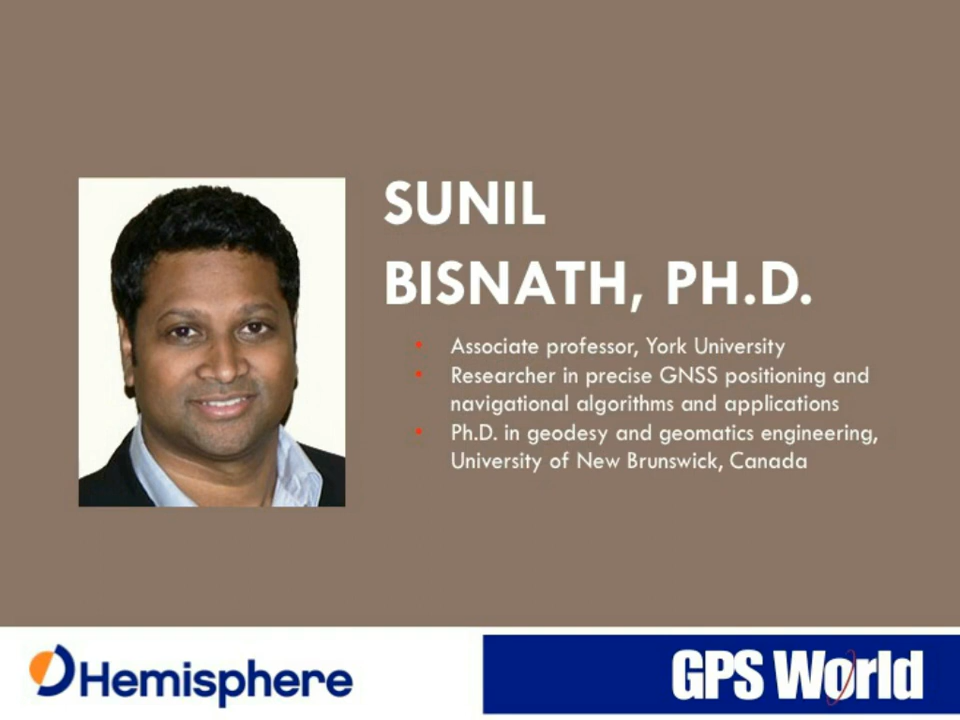 SUNIL
BISNATH, PH.D.
• Associate professor, York University
• Researcher in precise GNSS positioning and
navigational algorithms and applications
• Ph.D. in geodesy and geomatics engineering,
University of New Brunswick, Canada
Hemisphere
GPS World